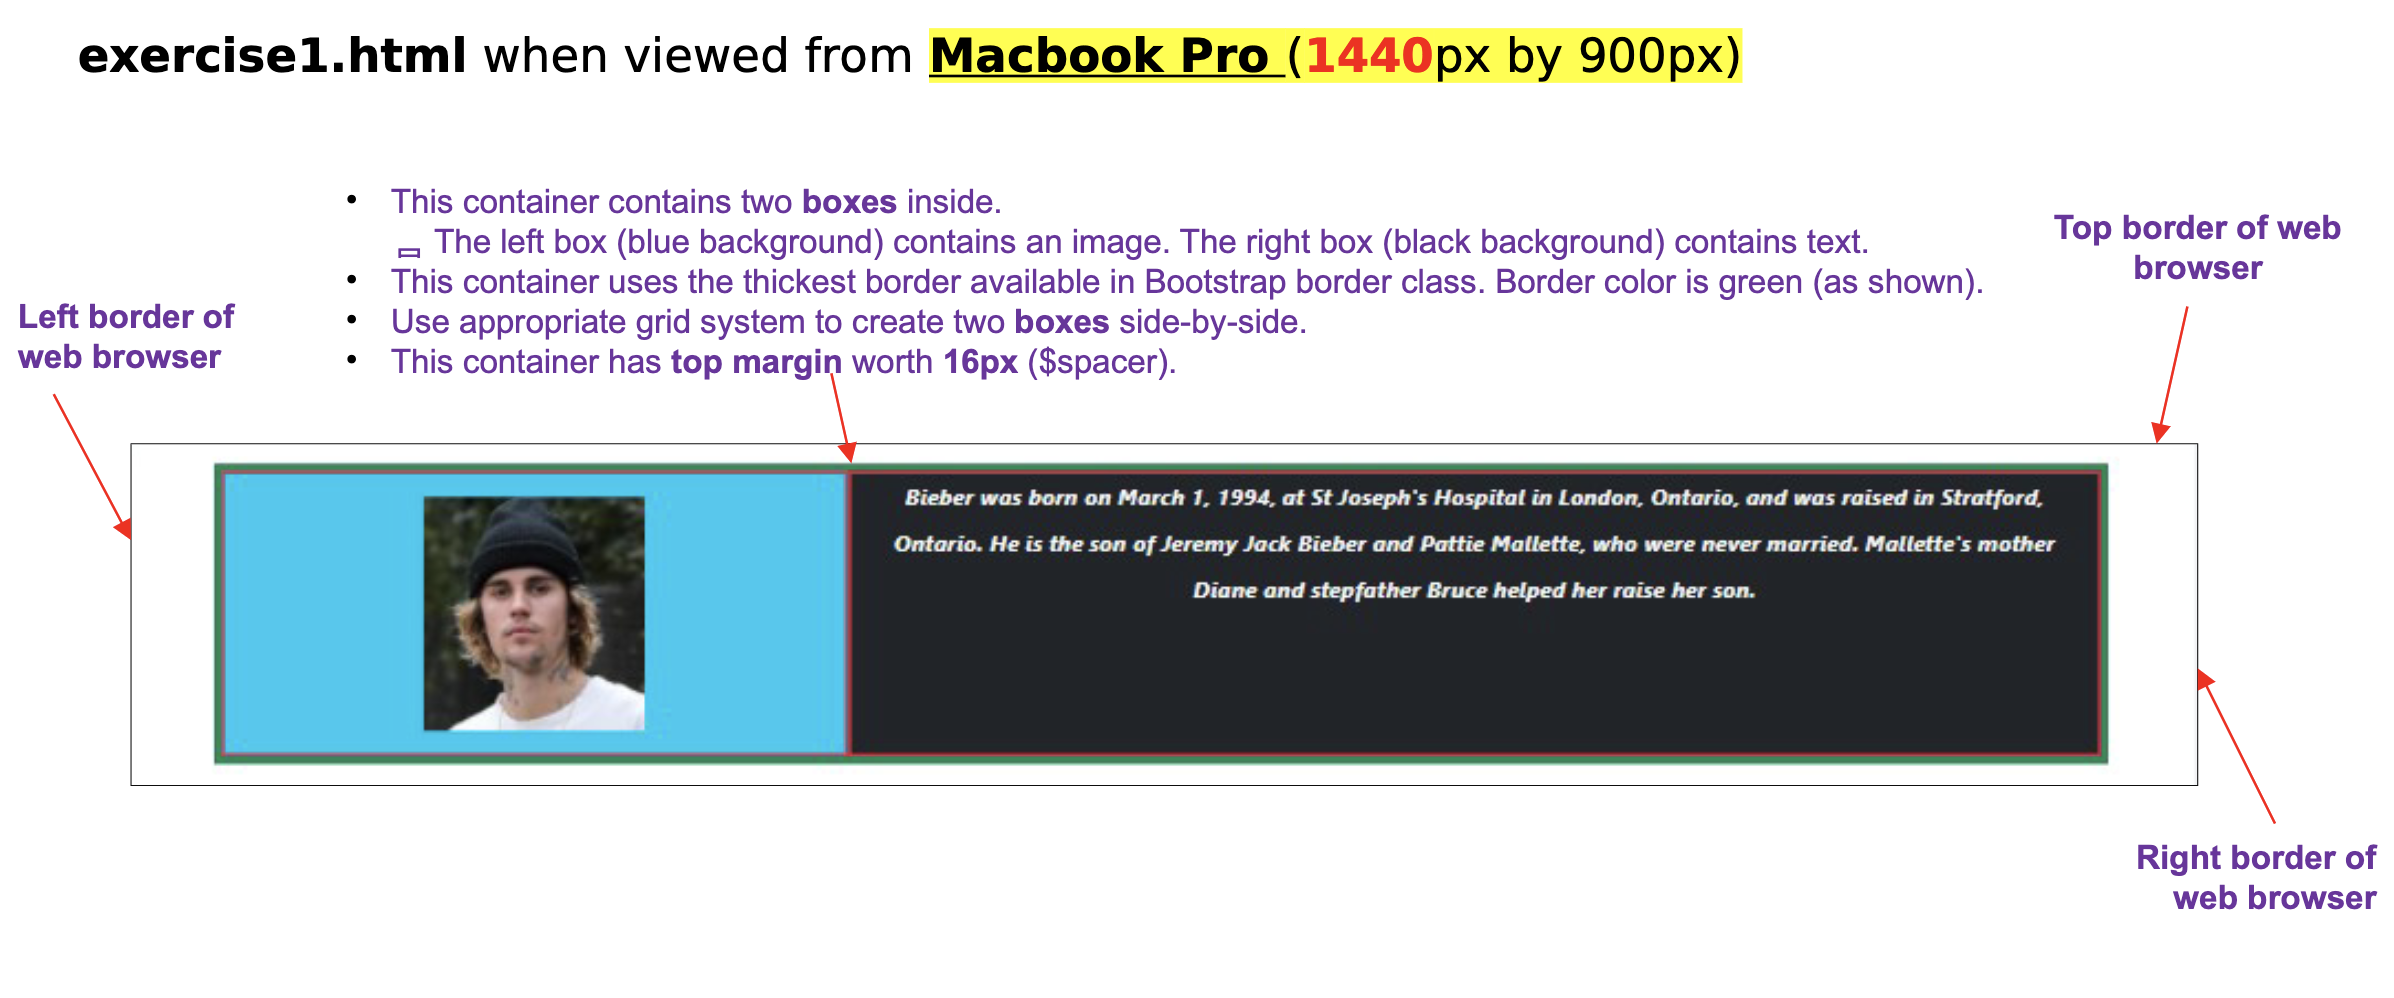 exercise1.html when viewed from Macbook Pro (1440px by 900px)
• This container contains two boxes inside.
The left box (blue background) contains an image. The right box (black background) contains text.
• This container uses the thickest border available in Bootstrap border class. Border color is green (as shown).
• Use appropriate grid system to create two boxes side-by-side.
• This container has top margin worth 16px ($spacer).
Top border of web
browser
Left border of
web browser
Bieber was born on March 1, 1994, at St Joseph's Hospital in London, Ontario, and was raised in Stratford,
Ontario. He is the son of Jeremy Jack Bieber and Pattie Mallette, who were never married. Mallette's mother
Diane and stepfather Bruce helped her raise her son.
Right border of
web browser